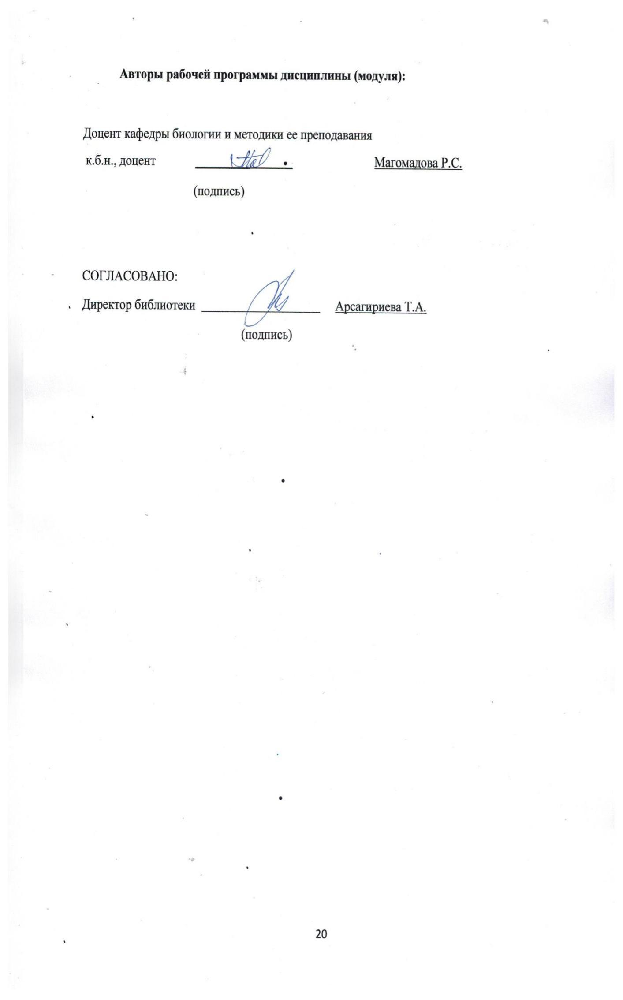 Авторы рабочей программы дисциплины (модуля):
Доцент кафедры биологии и методики ее преподавания
к.б.н., доцент Магомадова Р.С.
(подпись)
СОГЛАСОВАНО:
Директор библиотеки Арсагириева Т.А.
(подпись)
20